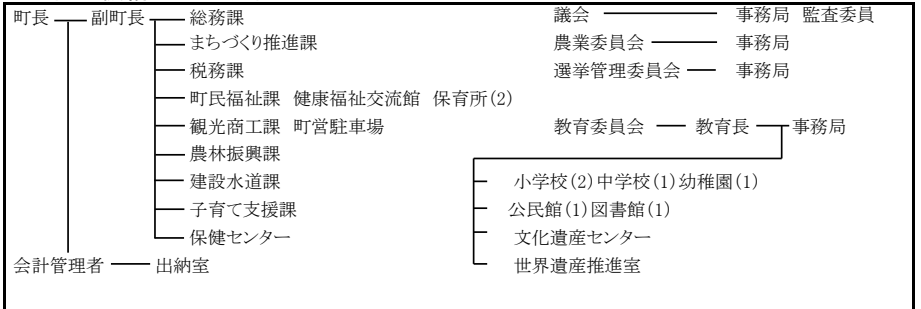 町長 副町長 総務課
まちづくり推進課
税務課
町民福祉課 健康福祉交流館 保育所(2)
観光商工課 町営駐車場
農林振興課
建設水道課
子育て支援課
保健センター
会計管理者 出納室
議会 事務局 監査委員
農業委員会 事務局
選挙管理委員会 事務局
教育委員会 教育長 事務局
小学校(2)中学校(1)幼稚園(1)
公民館(1)図書館(1)
文化遺産センター
世界遺産推進室